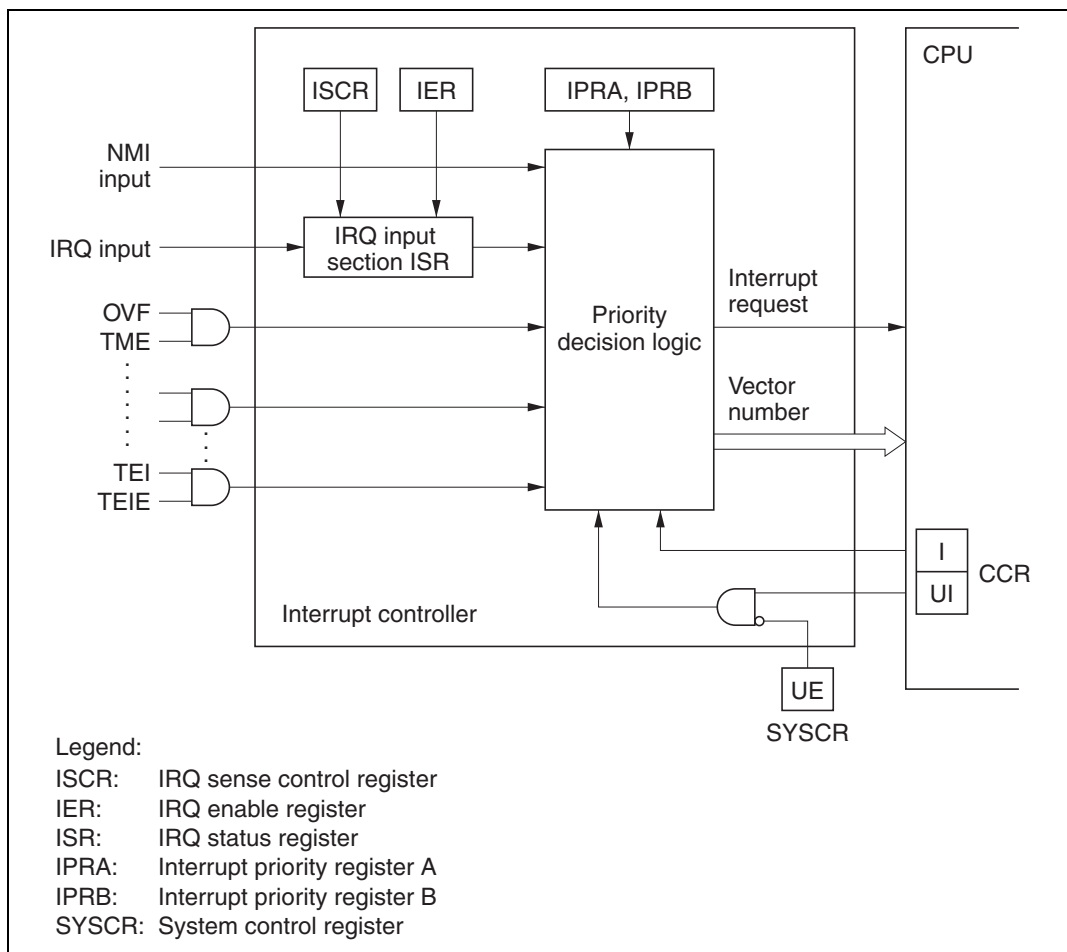 CPU
ISCR
IER
IPRA, IPRB
NMI
input
IRQ input
IRQ input
section ISR
OVF
TME
Priority
decision logic
Interrupt
request
Vector
number
TEI
TEIE
I
UI
CCR
Interrupt controller
UE
SYSCR
Legend:
ISCR: IRQ sense control register
IER: IRQ enable register
ISR: IRQ status register
IPRA: Interrupt priority register A
IPRB: Interrupt priority register B
SYSCR: System control register